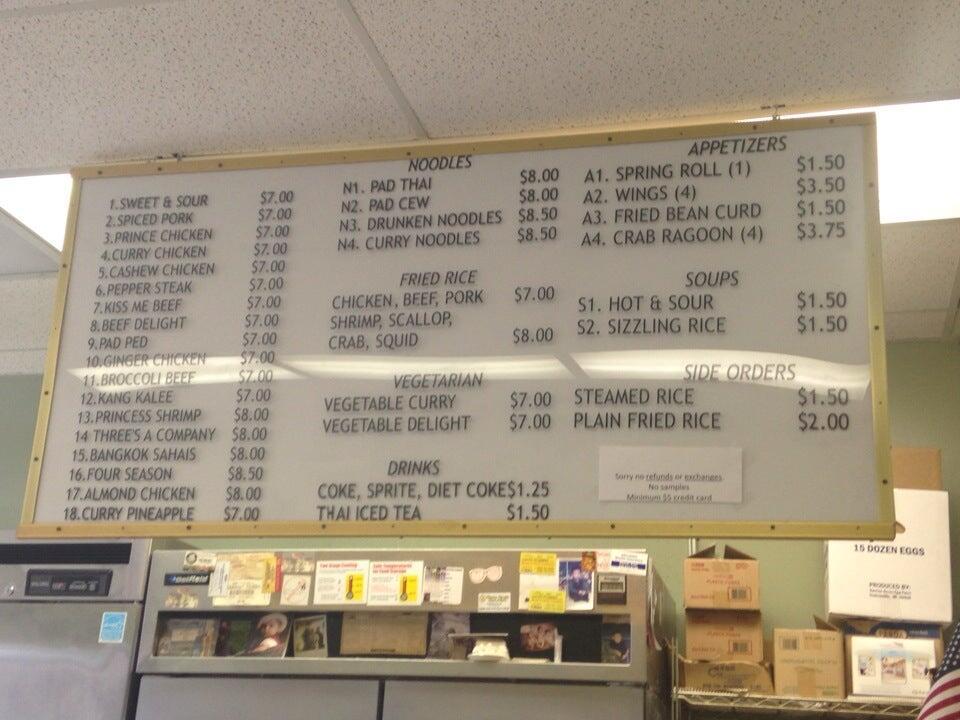 1.SWEET & SOUR $7.00
2.SPICED PORK $7.00
3.PRINCE CHICKEN $7.00
4.CURRY CHICKEN $7.00
5.CASHEW CHICKEN $7.00
6.PEPPER STEAK $7.00
7.KISS ME BEEF $7.00
8.BEEF DELIGHT $7.00
9.PAD PED $7.00
10.GINGER CHICKEN $7.00
11.BROCCOLI BEEF $7.00
12.KANG KALEE $7.00
13.PRINCESS SHRIMP $8.00
14 THREE'S A COMPANY $8.00
15.BANGKOK SAHAIS $8.00
16.FOUR SEASON $8.50
17.ALMOND CHICKEN $8.00
18.CURRY PINEAPPLE $7.00
NOODLES
N1. PAD THAI $8.00
N2. PAD CEW $8.00
N3. DRUNKEN NOODLES $8.50
N4. CURRY NOODLES $8.50
FRIED RICE
CHICKEN, BEEF, PORK $7.00
SHRIMP, SCALLOP,
CRAB, SQUID $8.00
VEGETARIAN
VEGETABLE CURRY $7.00
VEGETABLE DELIGHT $7.00
DRINKS
COKE, SPRITE, DIET COKE$1.25
THAI ICED TEA $1.50
APPETIZERS
A1. SPRING ROLL (1) $1.50
A2. WINGS (4) $3.50
A3. FRIED BEAN CURD $1.50
A4. CRAB RAGOON (4) $3.75
SOUPS
S1. HOT & SOUR $1.50
S2. SIZZLING RICE $1.50
SIDE ORDERS
STEAMED RICE $1.50
PLAIN FRIED RICE $2.00
Sorry no refunds or exchanges
No samples
Minimum $5 credit card
15 DOZEN EGGS
PRODUCED BY: